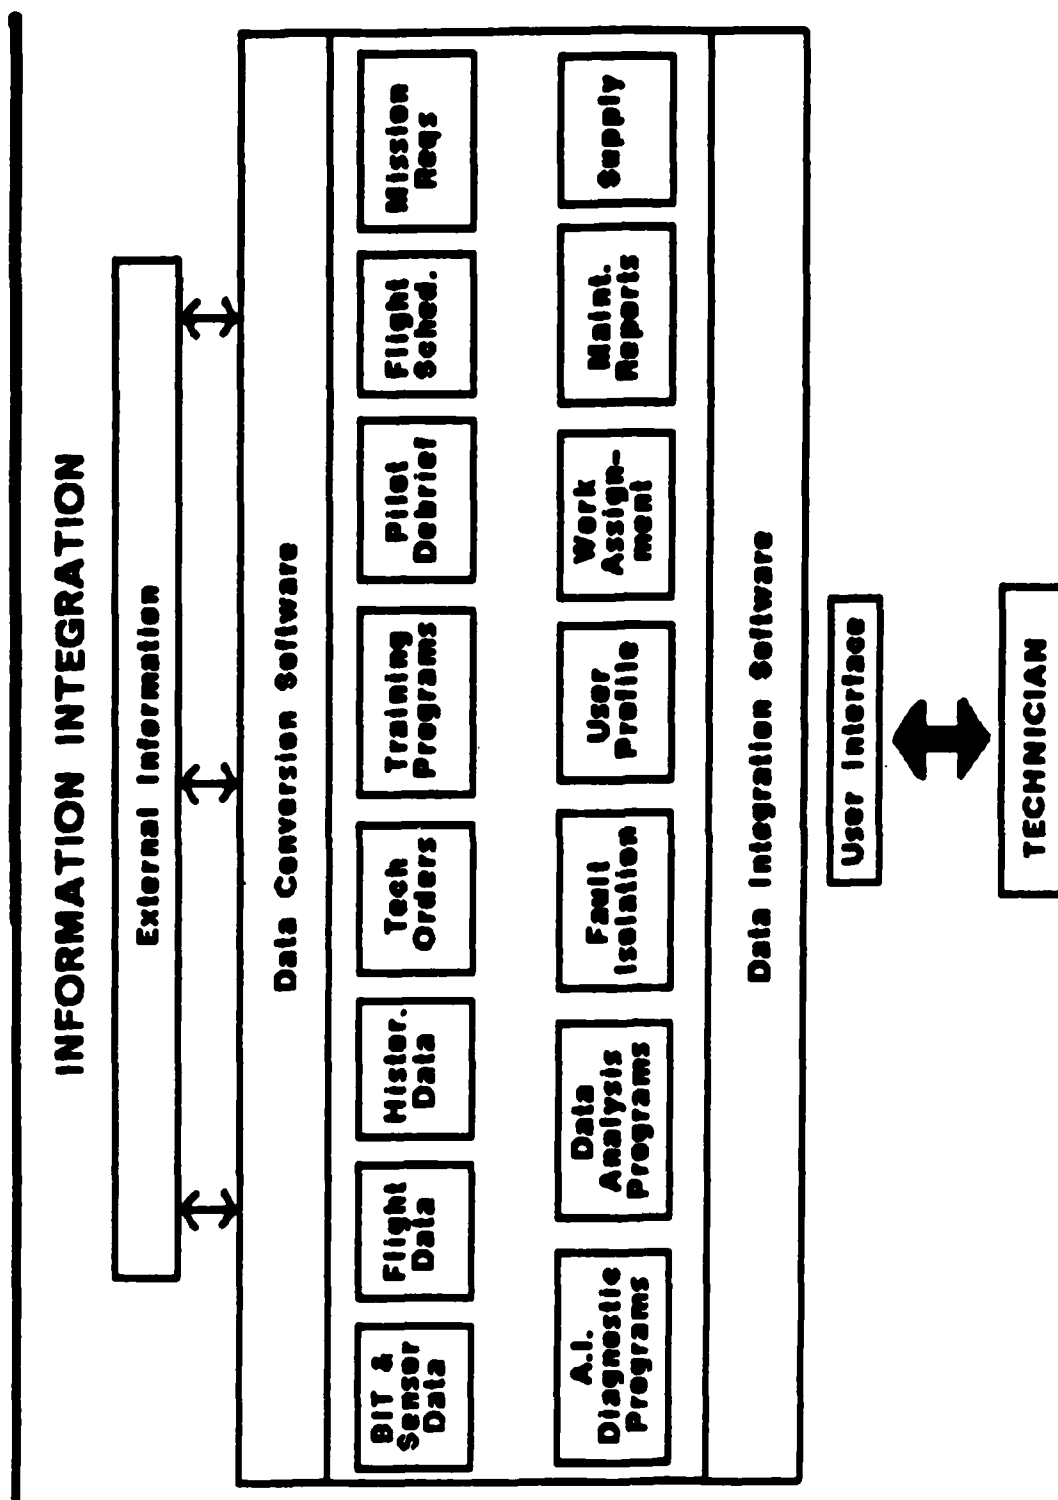 INFORMATION INTEGRATION
External Information
Data Conversion Software
BIT &
Sensor
Data
Flight
Data
Histor.
Data
Tech
Orders
Training
Programs
Pilot
Debrief
Flight
Sched.
Mission
Reqs
A.I.
Diagnostic
Programs
Data
Analysis
Programs
Fault
Isolation
User
Profile
Work
Assign-
ment
Maint.
Reports
Supply
Data Integration Software
User Interface
TECHNICIAN